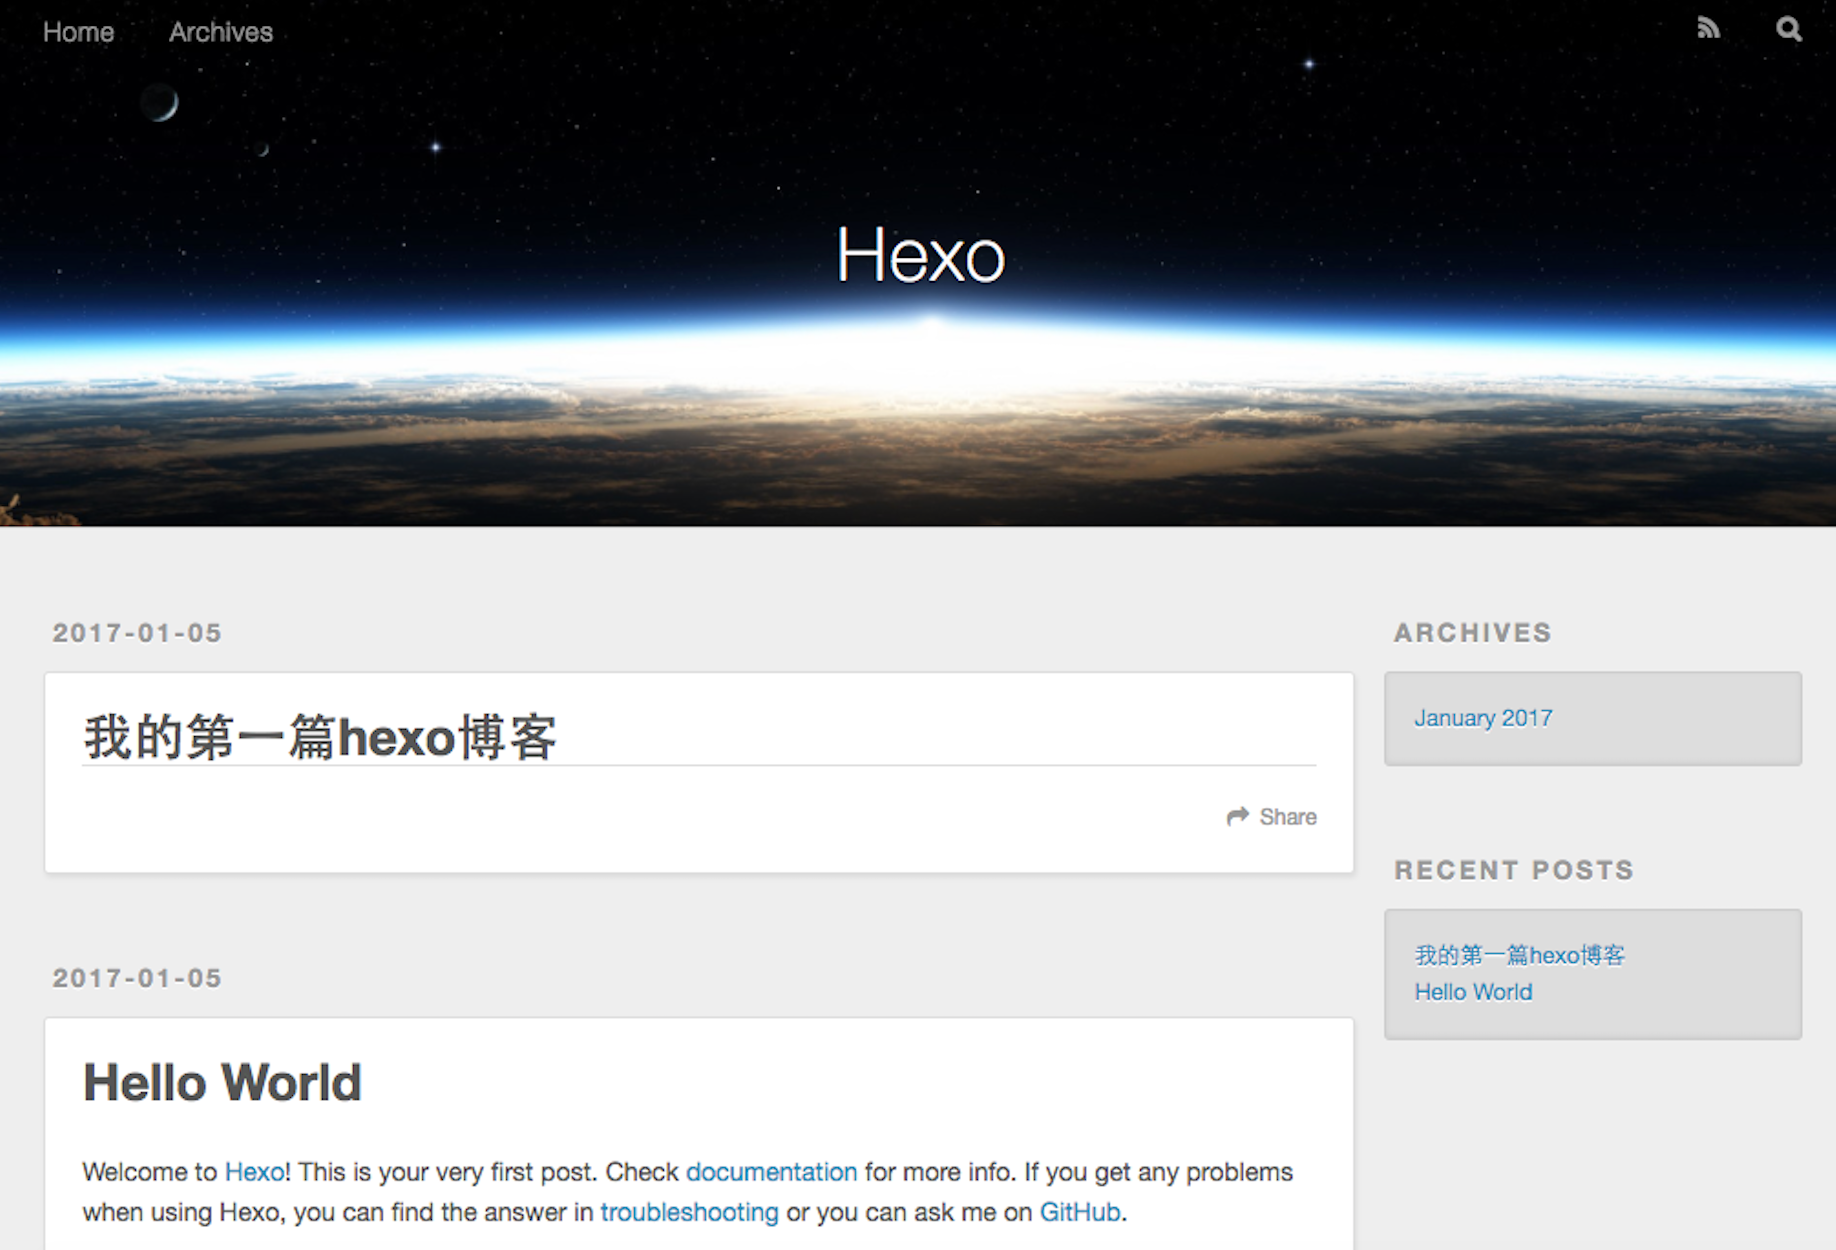 Home Archives
Hexo
2017-01-05
我的第一篇hexo博客
Share
2017-01-05
Hello World
Welcome to Hexo! This is your very first post. Check documentation for more info. If you get any problems
when using Hexo, you can find the answer in troubleshooting or you can ask me on GitHub.
ARCHIVES
January 2017
RECENT POSTS
我的第一篇hexo博客
Hello World